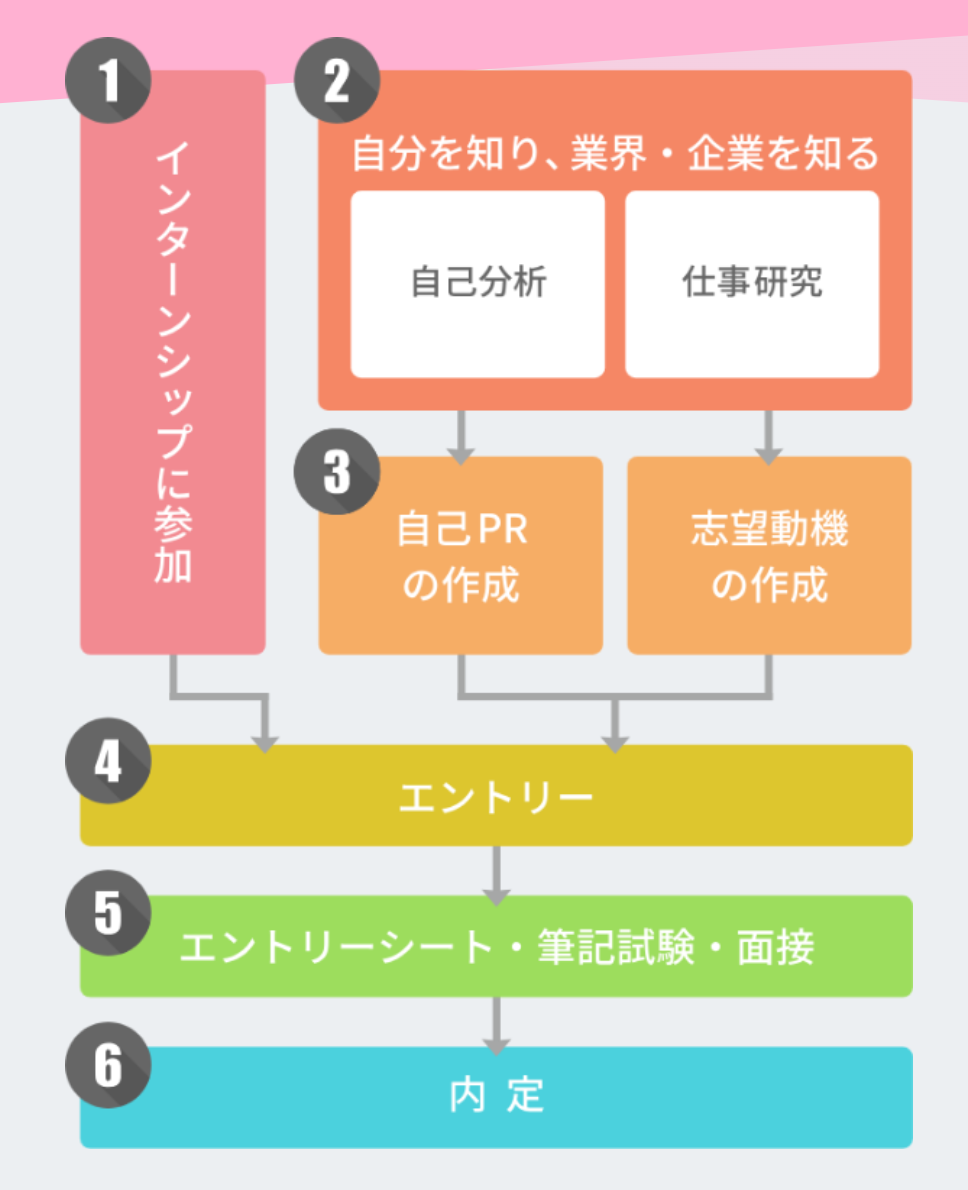 1
インターンシップに参加
2
自分を知り、業界・企業を知る
自己分析
仕事研究
3
自己PR
の作成
志望動機
の作成
4
エントリー
5
エントリーシート・筆記試験・面接
6
内定